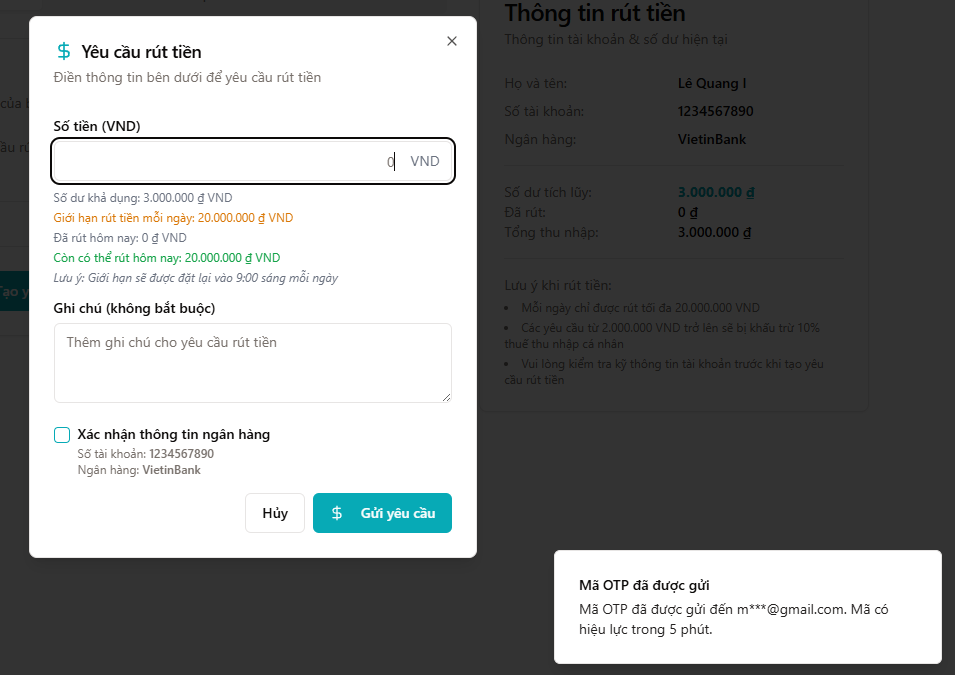 Yêu cầu rút tiền
Điền thông tin bên dưới để yêu cầu rút tiền
Số tiền (VND)
0 VND
Số dư khả dụng: 3.000.000 ₫ VND
Giới hạn rút tiền mỗi ngày: 20.000.000 ₫ VND
Đã rút hôm nay: 0 ₫ VND
Còn có thể rút hôm nay: 20.000.000 ₫ VND
Lưu ý: Giới hạn sẽ được đặt lại vào 9:00 sáng mỗi ngày
Ghi chú (không bắt buộc)
Thêm ghi chú cho yêu cầu rút tiền
Xác nhận thông tin ngân hàng
Số tài khoản: 1234567890
Ngân hàng: VietinBank
Hủy
$ Gửi yêu cầu
Thông tin rút tiền
Thông tin tài khoản & số dư hiện tại
Họ và tên: Lê Quang I
Số tài khoản: 1234567890
Ngân hàng: VietinBank
Số dư tích lũy: 3.000.000 ₫
Đã rút: 0 ₫
Tổng thu nhập: 3.000.000 ₫
Lưu ý khi rút tiền:
• Mỗi ngày chỉ được rút tối đa 20.000.000 VND
• Các yêu cầu từ 2.000.000 VND trở lên sẽ bị khấu trừ 10%
thuế thu nhập cá nhân
• Vui lòng kiểm tra kỹ thông tin tài khoản trước khi tạo yêu
cầu rút tiền
của
Tạo
Mã OTP đã được gửi
Mã OTP đã được gửi đến m***@gmail.com. Mã có
hiệu lực trong 5 phút.